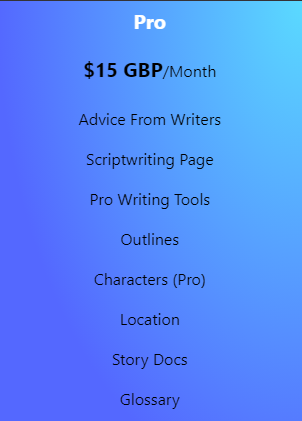 Pro
$15 GBP/Month
Advice From Writers
Scriptwriting Page
Pro Writing Tools
Outlines
Characters (Pro)
Location
Story Docs
Glossary